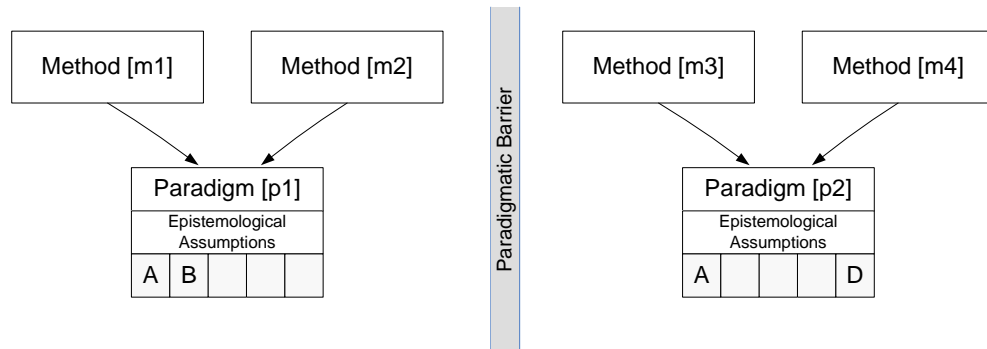 Method [m1]
Method [m2]
Paradigm [p1]
Epistemological
Assumptions
A B
Paradigmatic Barrier
Method [m3]
Method [m4]
Paradigm [p2]
Epistemological
Assumptions
A D